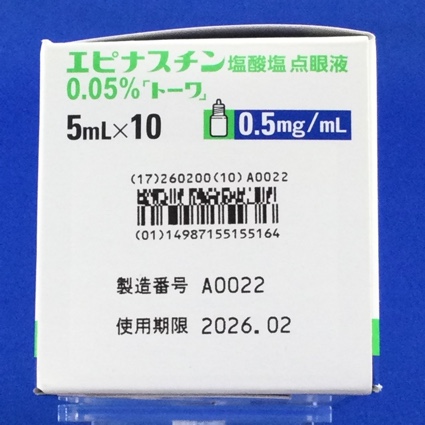 エピナスチン塩酸塩点眼液
0.05%「トーワ」
5mL×10 0.5mg/mL
(17)260200(10)A0022
(01)14987155155164
製造番号 A0022
使用期限 2026.02